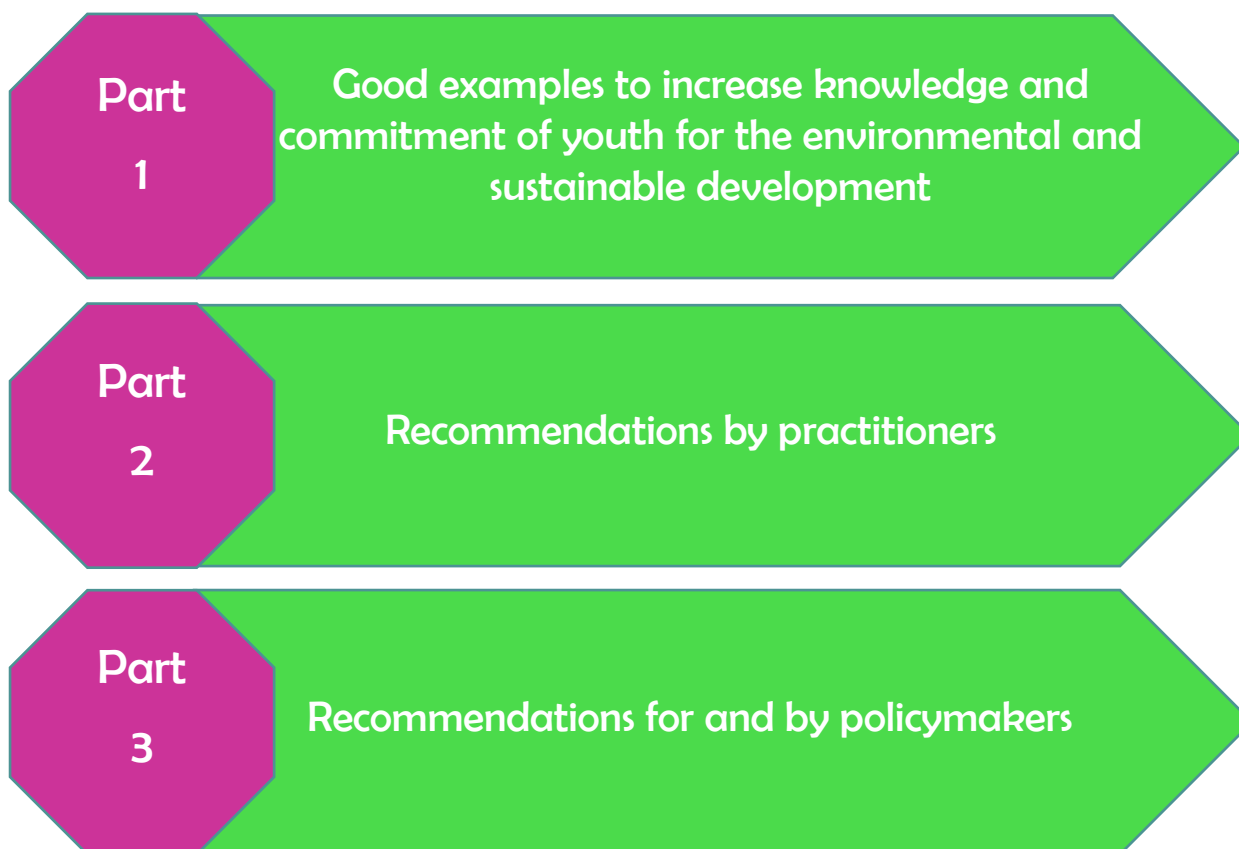 Part
1
Good examples to increase knowledge and
commitment of youth for the environmental and
sustainable development
Part
2
Recommendations by practitioners
Part
3
Recommendations for and by policymakers